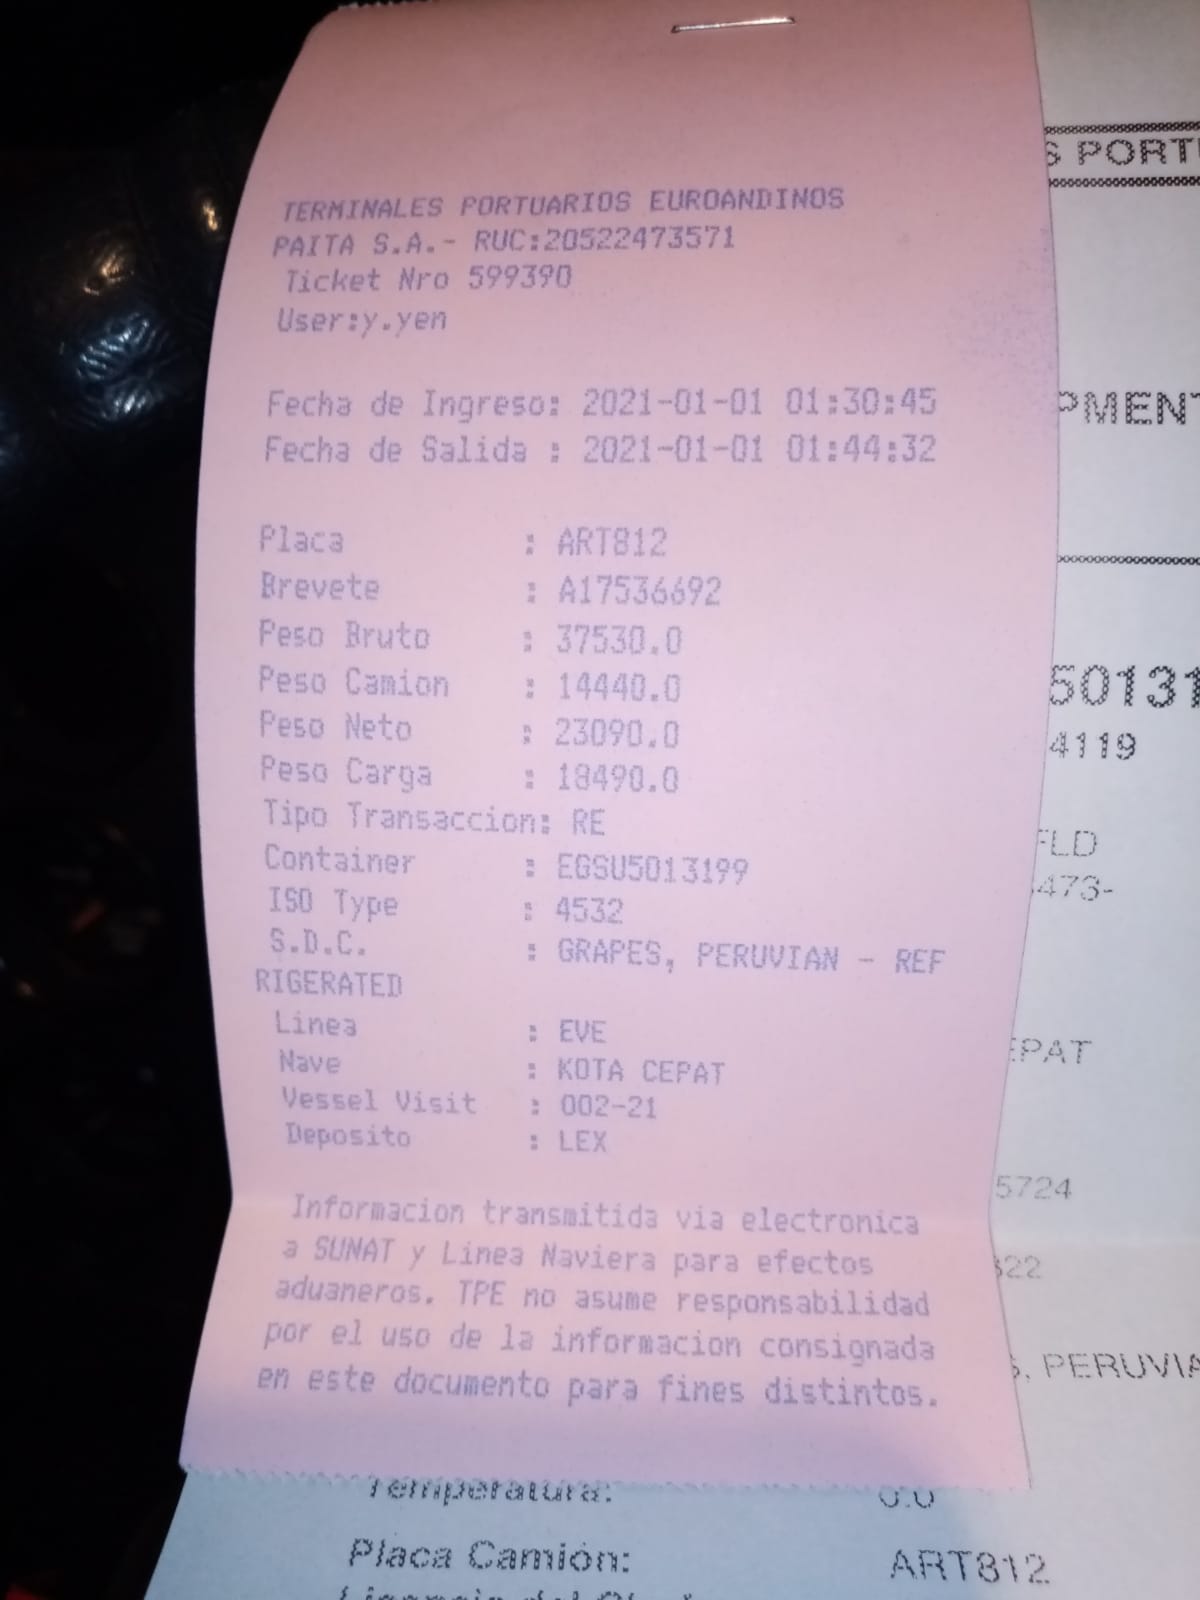 TERMINALES PORTUARIOS EUROANDINOS
PAITA S.A.- RUC:20522473571
Ticket Nro 599390
User:y.yen
Fecha de Ingreso: 2021-01-01 01:30:45
Fecha de Salida : 2021-01-01 01:44:32
Placa : ART812
Brevete : A17536692
Peso Bruto : 37530.0
Peso Camion : 14440.0
Peso Neto : 23090.0
Peso Carga : 18490.0
Tipo Transaccion: RE
Container : EGSU5013199
ISO Type : 4532
S.D.C. : GRAPES, PERUVIAN - REF
RIGERATED
Linea : EVE
Nave : KOTA CEPAT
Vessel Visit : 002-21
Deposito : LEX
Informacion transmitida via electronica
a SUNAT y Linea Naviera para efectos
aduaneros. TPE no asume responsabilidad
por el uso de la informacion consignada
en este documento para fines distintos.
S PORT
PMENT
50131
4119
FLD
473-
EPAT
5724
322
S, PERUVIA
Temperatura: 0.0
Placa Camión: ART812